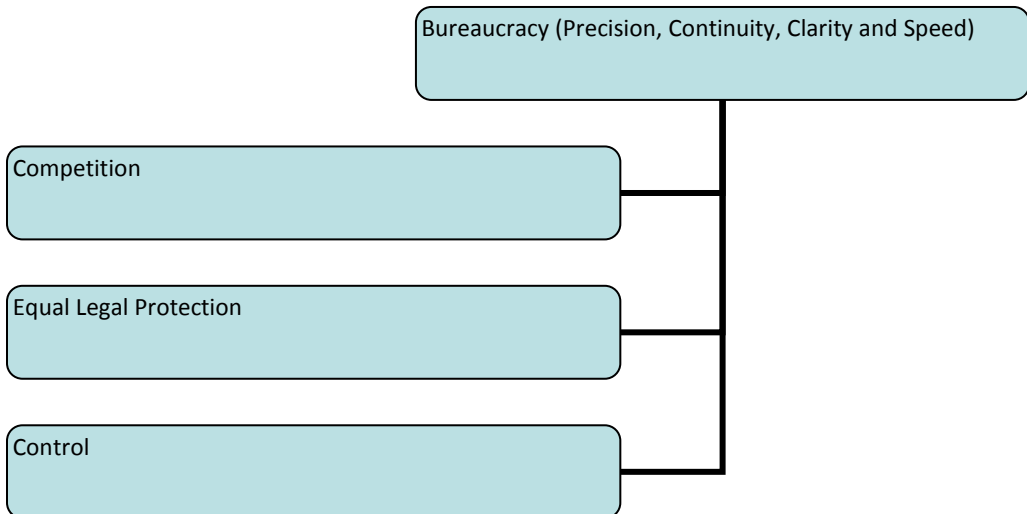 Bureaucracy (Precision, Continuity, Clarity and Speed)
Competition
Equal Legal Protection
Control